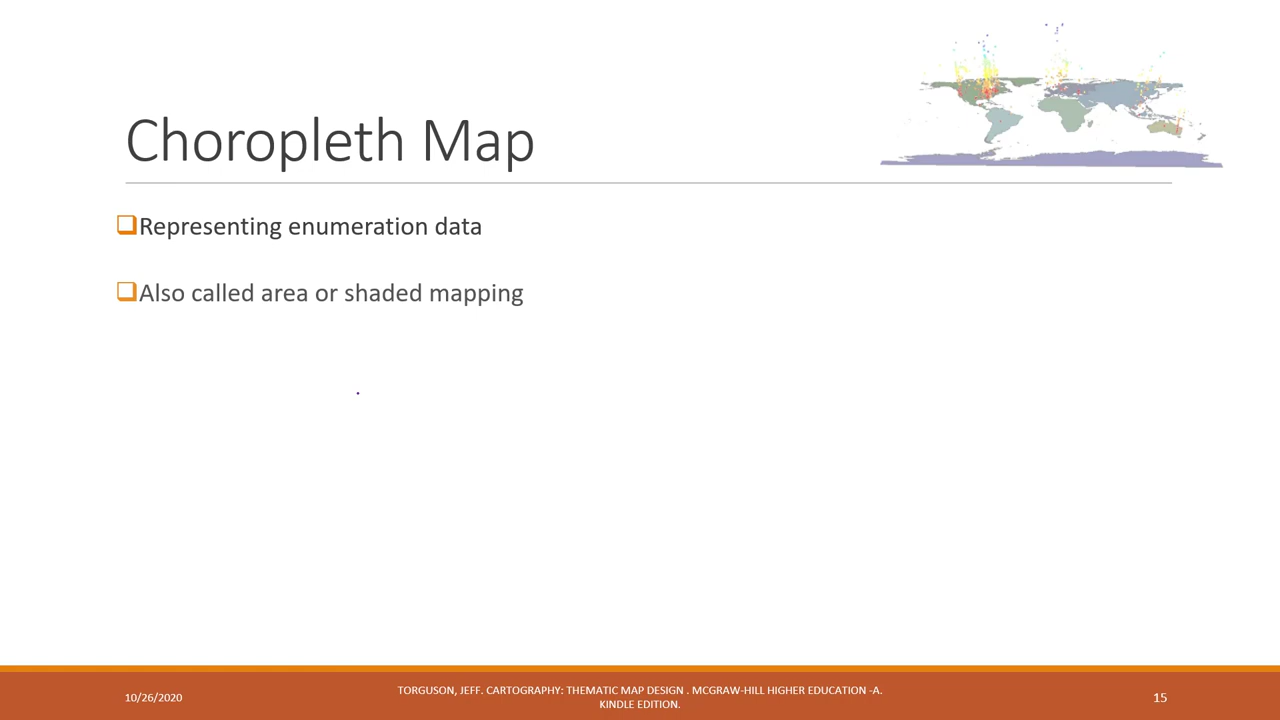 Choropleth Map
Representing enumeration data
Also called area or shaded mapping
10/26/2020
TORGUSON, JEFF. CARTOGRAPHY: THEMATIC MAP DESIGN . MCGRAW-HILL HIGHER EDUCATION -A.
KINDLE EDITION.
15